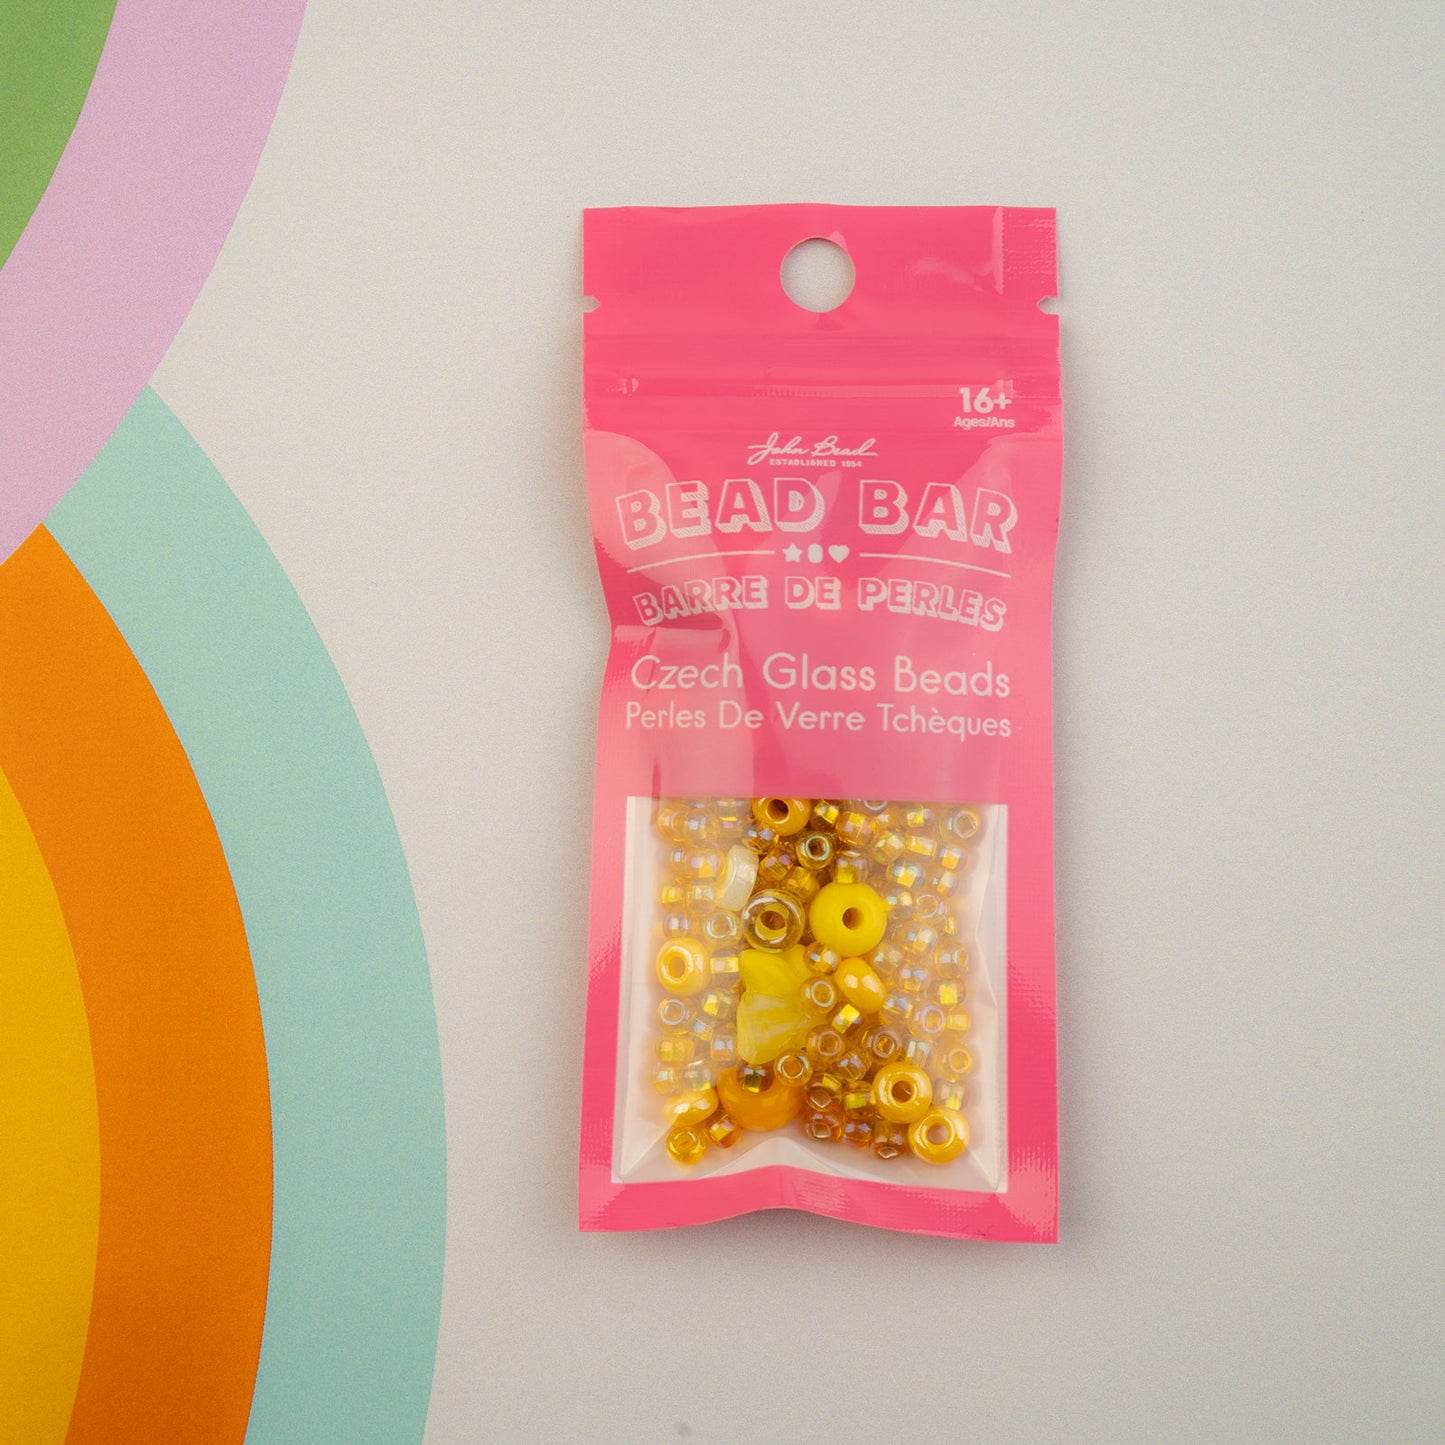 16+
Ages/Ans
John Bead
ESTABLISHED 1954
BEAD BAR
BARRE DE PERLES
Czech Glass Beads
Perles De Verre Tchèques